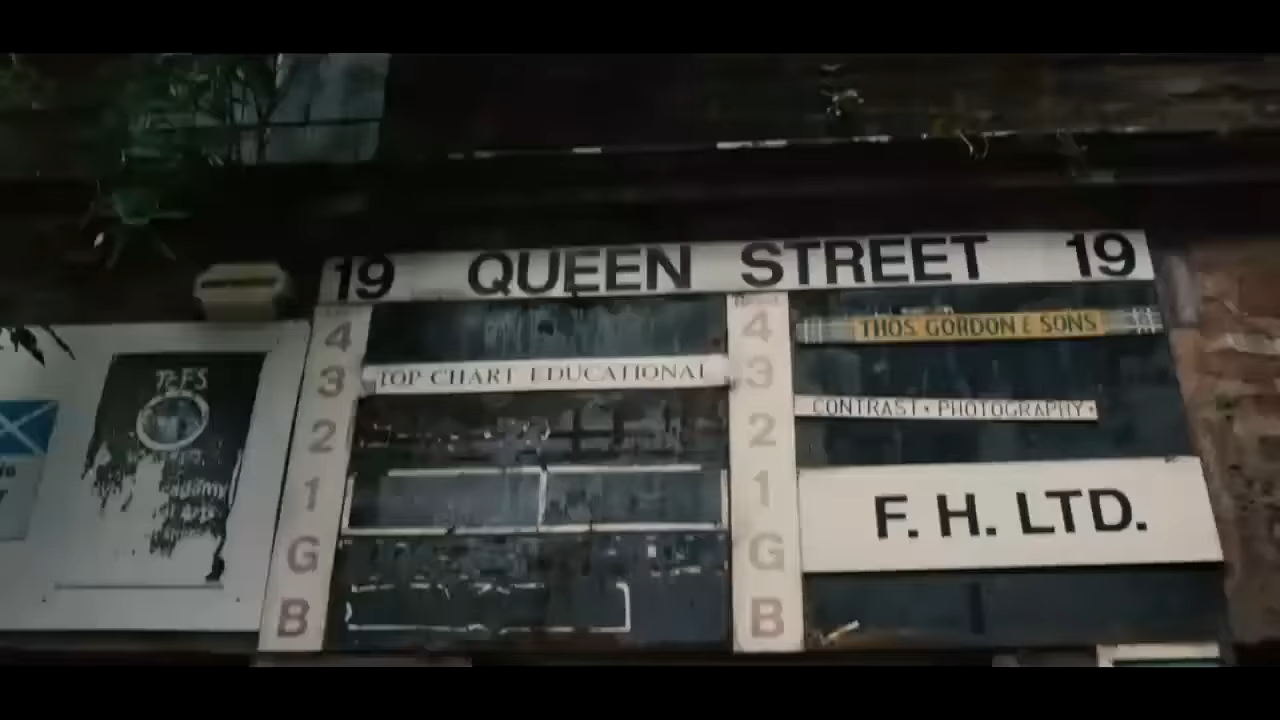 19 QUEEN STREET 19
4
3 TOP CHART EDUCATIONAL
2
1
G
B
4 THOS. GORDON & SONS
3
CONTRAST • PHOTOGRAPHY •
2
1 F. H. LTD.
G
B